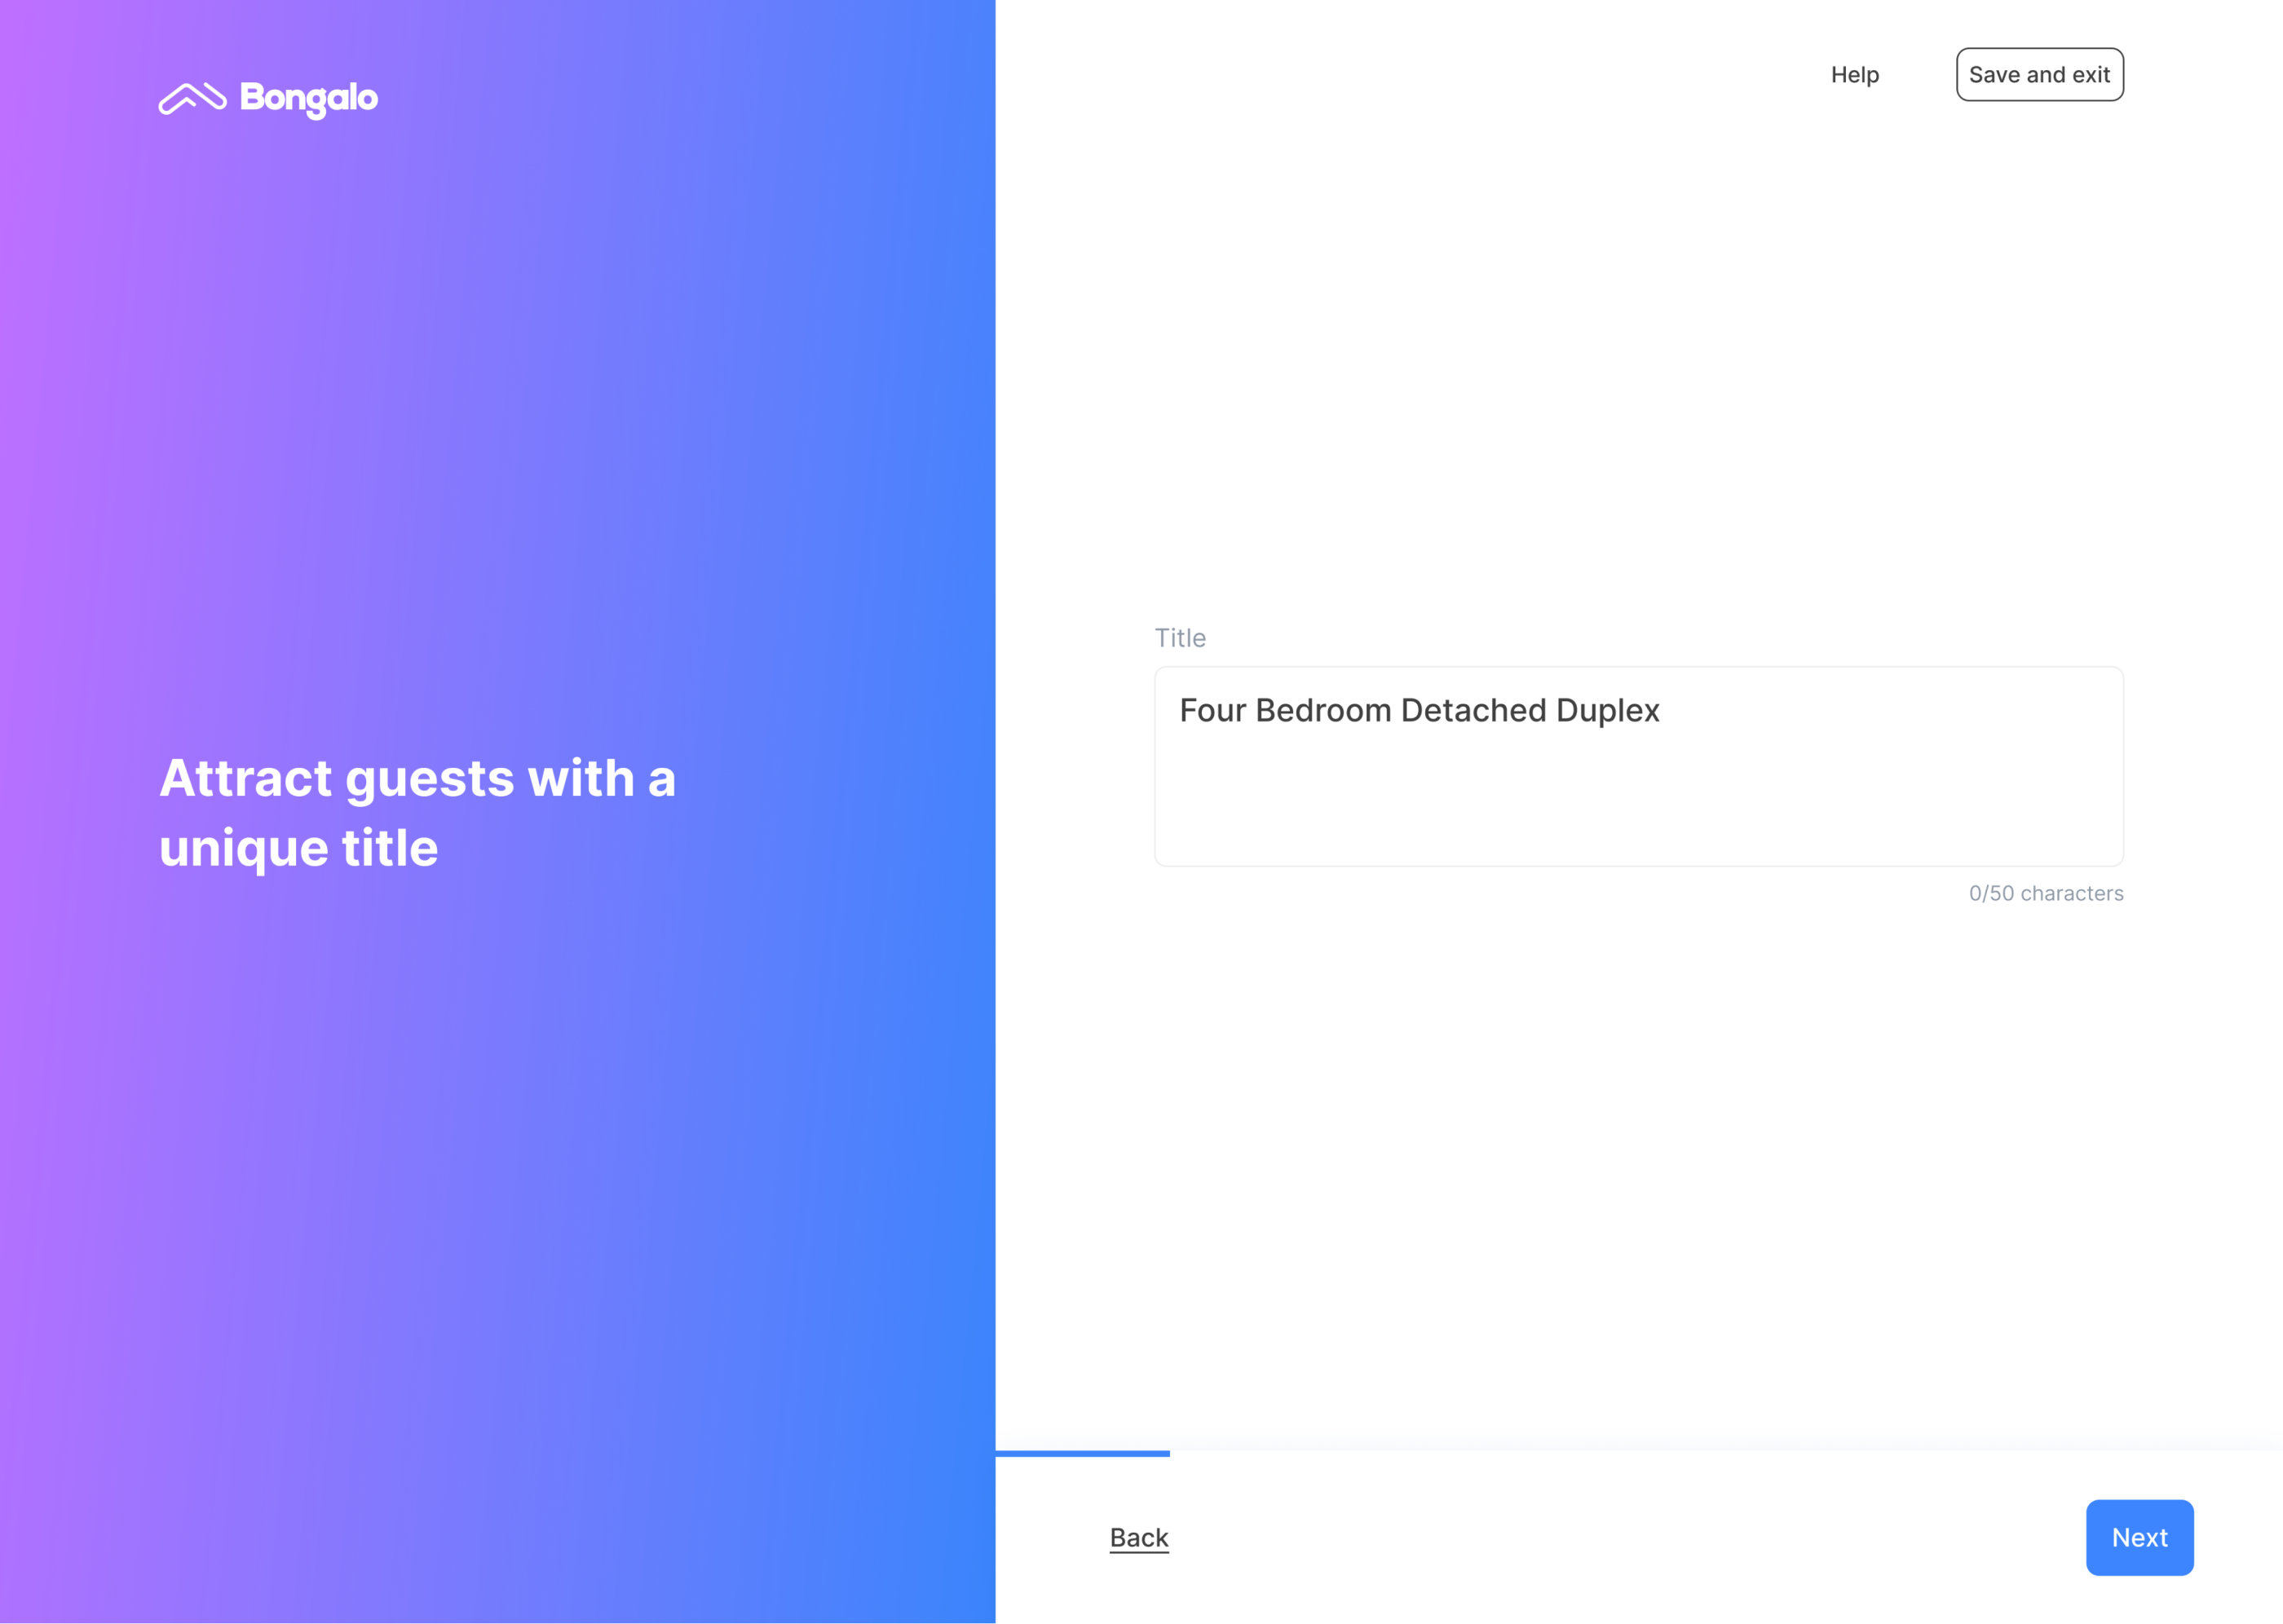 Bongalo
Help
Save and exit
Attract guests with a
unique title
Title
Four Bedroom Detached Duplex
0/50 characters
Back
Next